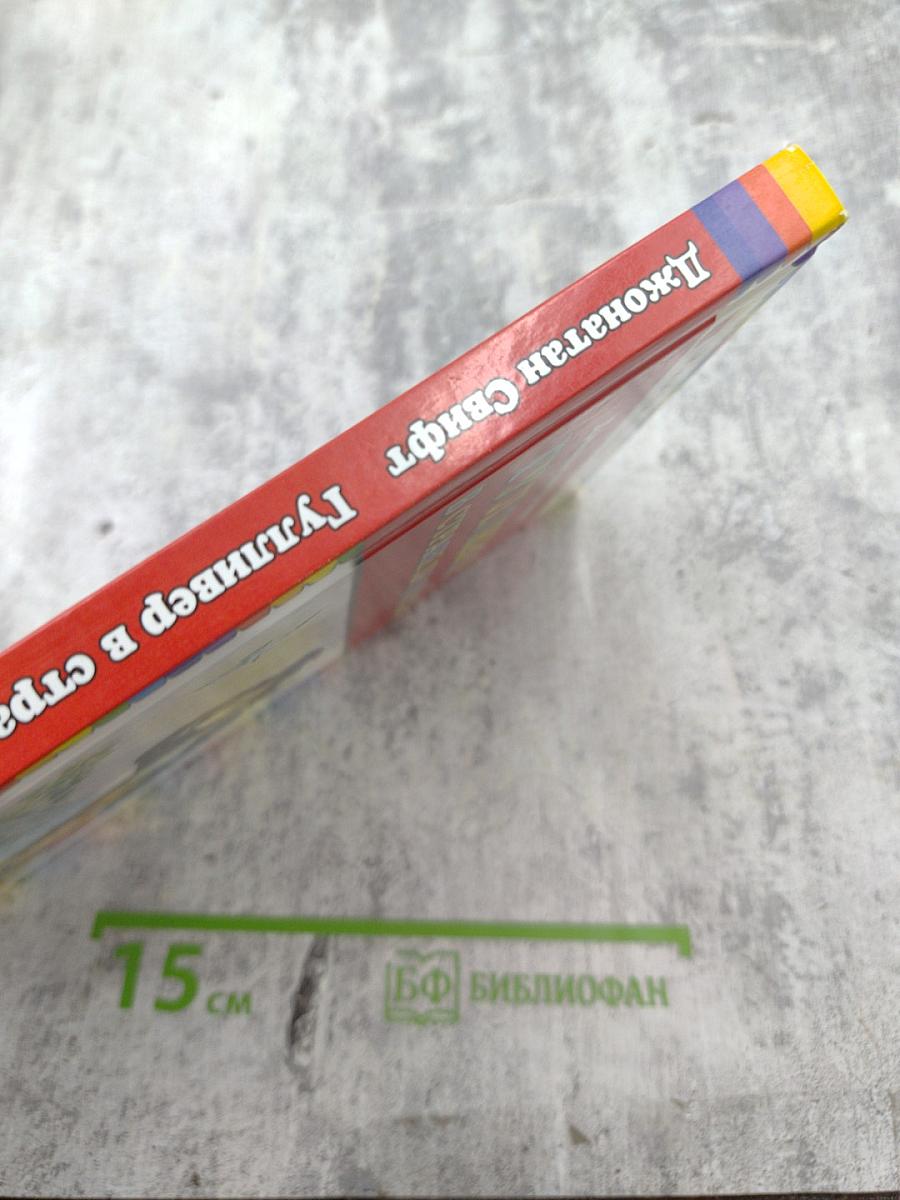 Джонатан Свифт Гулливер в стра
15 см
БФ БИБЛИОФАН